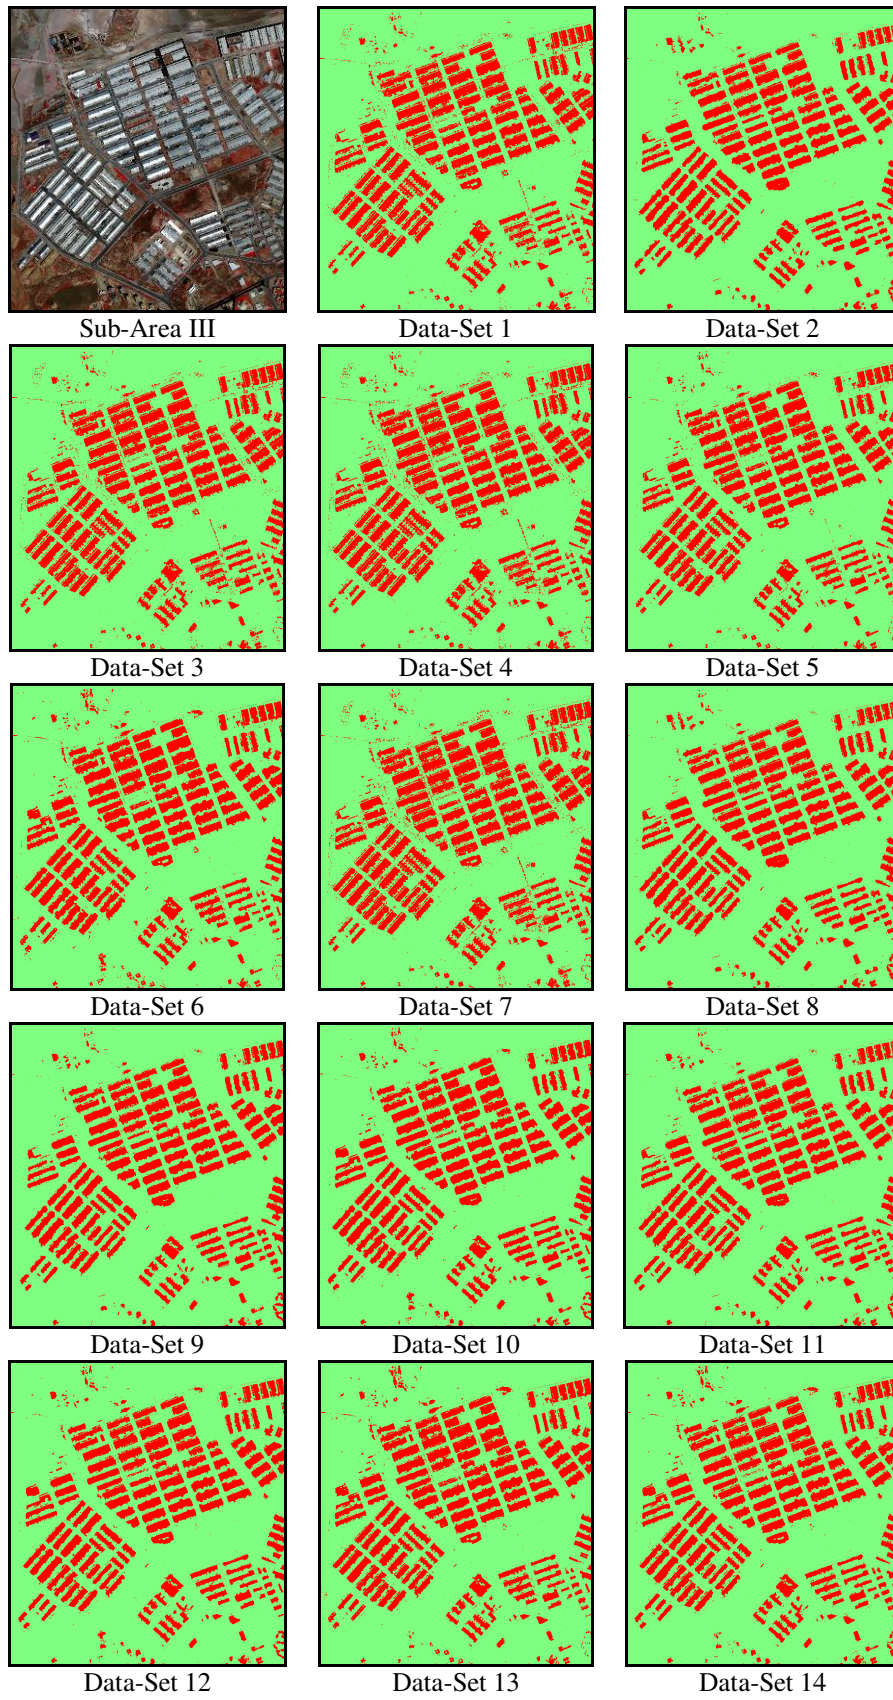 Sub-Area III
Data-Set 1
Data-Set 2
Data-Set 3
Data-Set 4
Data-Set 5
Data-Set 6
Data-Set 7
Data-Set 8
Data-Set 9
Data-Set 10
Data-Set 11
Data-Set 12
Data-Set 13
Data-Set 14